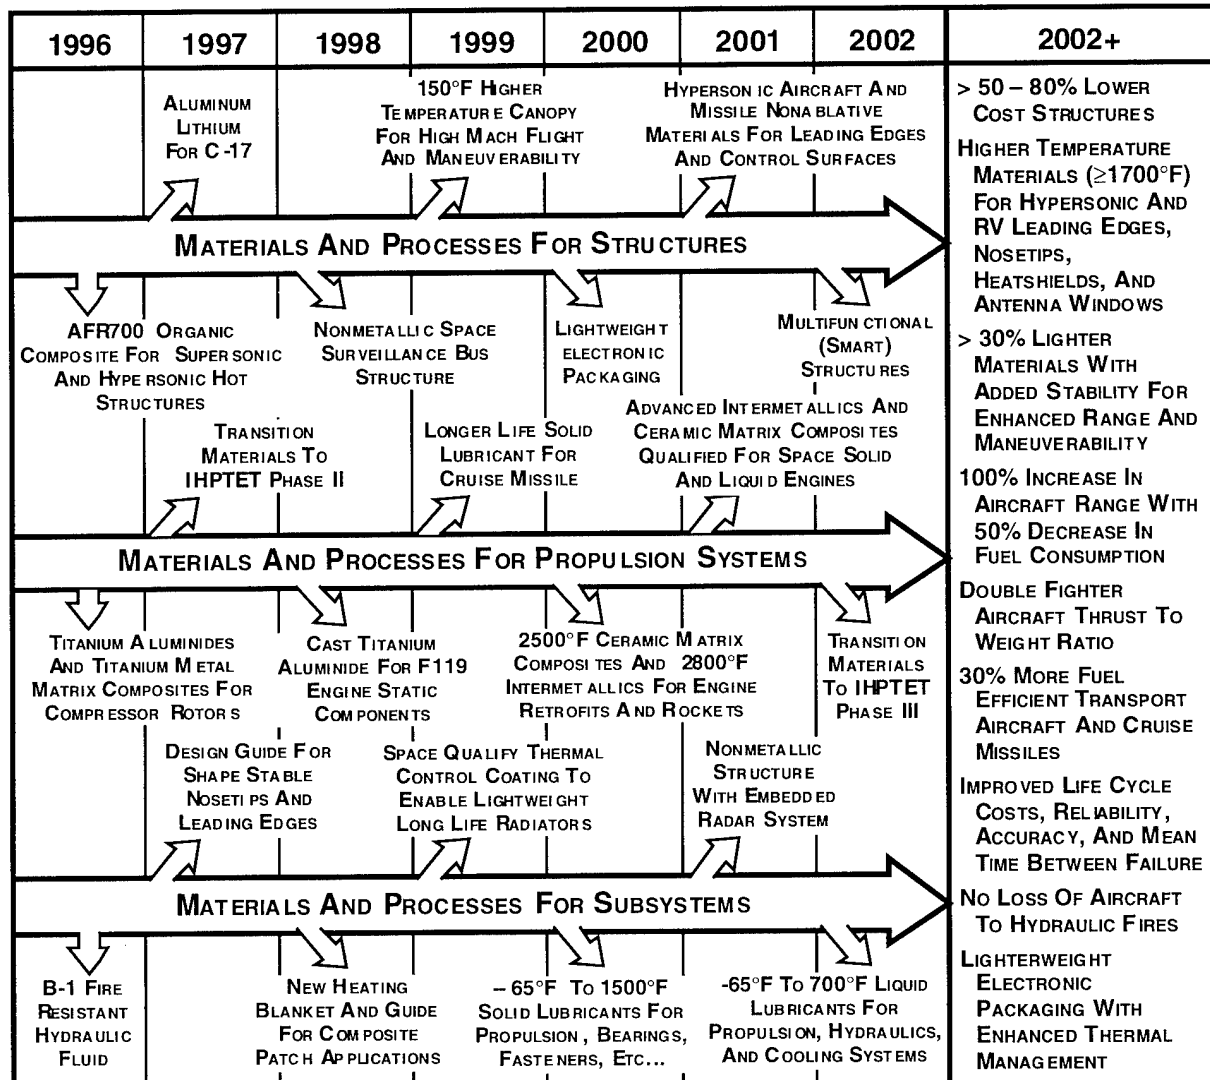 1996
1997
1998
1999
2000
2001
2002
2002+
ALUMINUM
LITHIUM
FOR C-17
150°F HIGHER
TEMPERATURE CANOPY
FOR HIGH MACH FLIGHT
AND MANEUVERABILITY
HYPERSONIC AIRCRAFT AND
MISSILE NONABLATIVE
MATERIALS FOR LEADING EDGES
AND CONTROL SURFACES
MATERIALS AND PROCESSES FOR STRUCTURES
AFR700 ORGANIC
COMPOSITE FOR SUPERSONIC
AND HYPERSONIC HOT
STRUCTURES
NONMETALLIC SPACE
SURVEILLANCE BUS
STRUCTURE
LIGHTWEIGHT
ELECTRONIC
PACKAGING
MULTIFUNCTIONAL
(SMART)
STRUCTURES
TRANSITION
MATERIALS TO
IHPTET PHASE II
LONGER LIFE SOLID
LUBRICANT FOR
CRUISE MISSILE
ADVANCED INTERMETALLICS AND
CERAMIC MATRIX COMPOSITES
QUALIFIED FOR SPACE SOLID
AND LIQUID ENGINES
MATERIALS AND PROCESSES FOR PROPULSION SYSTEMS
TITANIUM ALUMINIDES
AND TITANIUM METAL
MATRIX COMPOSITES FOR
COMPRESSOR ROTORS
CAST TITANIUM
ALUMINIDE FOR F119
ENGINE STATIC
COMPONENTS
2500°F CERAMIC MATRIX
COMPOSITES AND 2800°F
INTERMETALLICS FOR ENGINE
RETROFITS AND ROCKETS
TRANSITION
MATERIALS
TO IHPTET
PHASE III
DESIGN GUIDE FOR
SHAPE STABLE
NOSETIPS AND
LEADING EDGES
SPACE QUALIFY THERMAL
CONTROL COATING TO
ENABLE LIGHTWEIGHT
LONG LIFE RADIATORS
NONMETALLIC
STRUCTURE
WITH EMBEDDED
RADAR SYSTEM
MATERIALS AND PROCESSES FOR SUBSYSTEMS
B-1 FIRE
RESISTANT
HYDRAULIC
FLUID
NEW HEATING
BLANKET AND GUIDE
FOR COMPOSITE
PATCH APPLICATIONS
– 65°F TO 1500°F
SOLID LUBRICANTS FOR
PROPULSION, BEARINGS,
FASTENERS, ETC...
-65°F TO 700°F LIQUID
LUBRICANTS FOR
PROPULSION, HYDRAULICS,
AND COOLING SYSTEMS
> 50 – 80% LOWER
COST STRUCTURES
HIGHER TEMPERATURE
MATERIALS (≥1700°F)
FOR HYPERSONIC AND
RV LEADING EDGES,
NOSETIPS,
HEATSHIELDS, AND
ANTENNA WINDOWS
> 30% LIGHTER
MATERIALS WITH
ADDED STABILITY FOR
ENHANCED RANGE AND
MANEUVERABILITY
100% INCREASE IN
AIRCRAFT RANGE WITH
50% DECREASE IN
FUEL CONSUMPTION
DOUBLE FIGHTER
AIRCRAFT THRUST TO
WEIGHT RATIO
30% MORE FUEL
EFFICIENT TRANSPORT
AIRCRAFT AND CRUISE
MISSILES
IMPROVED LIFE CYCLE
COSTS, RELIABILITY,
ACCURACY, AND MEAN
TIME BETWEEN FAILURE
NO LOSS OF AIRCRAFT
TO HYDRAULIC FIRES
LIGHTERWEIGHT
ELECTRONIC
PACKAGING WITH
ENHANCED THERMAL
MANAGEMENT